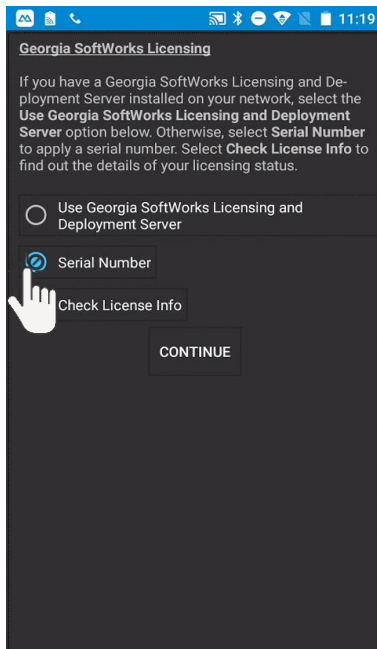 11:19
Georgia SoftWorks Licensing
If you have a Georgia SoftWorks Licensing and De-
ployment Server installed on your network, select the
Use Georgia SoftWorks Licensing and Deployment
Server option below. Otherwise, select Serial Number
to apply a serial number. Select Check License Info to
find out the details of your licensing status.
Use Georgia SoftWorks Licensing and
Deployment Server
Serial Number
Check License Info
CONTINUE